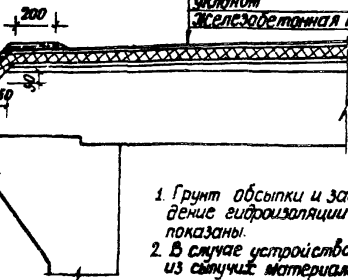 уклоном
Железобетонная
200
50
1. Грунт обсыпки и за
дение гидроизоляции
показаны.
2. В случае устройства
из сыпучих материал